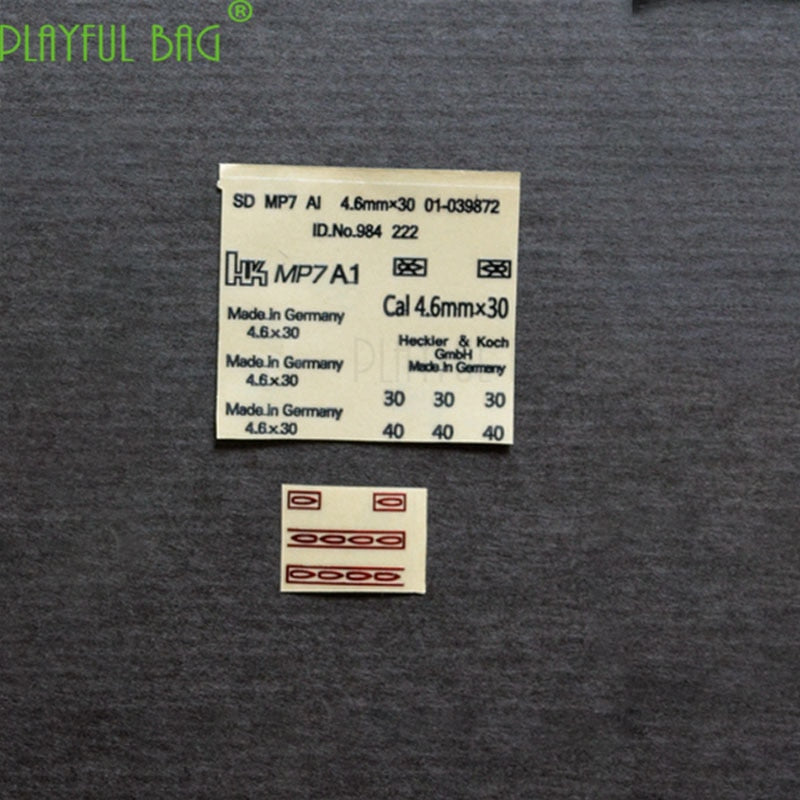 PLAYFUL BAG®
SD MP7 AI 4.6mm×30 01-039872
ID.No.984 222
HK MP7 A1
Cal 4.6mm×30
Made.in Germany
4.6×30
Heckler & Koch
GmbH
Made.in Germany
Made.in Germany
4.6×30
Made.in Germany
4.6×30
30 30 30
40 40 40
PLAYFUL